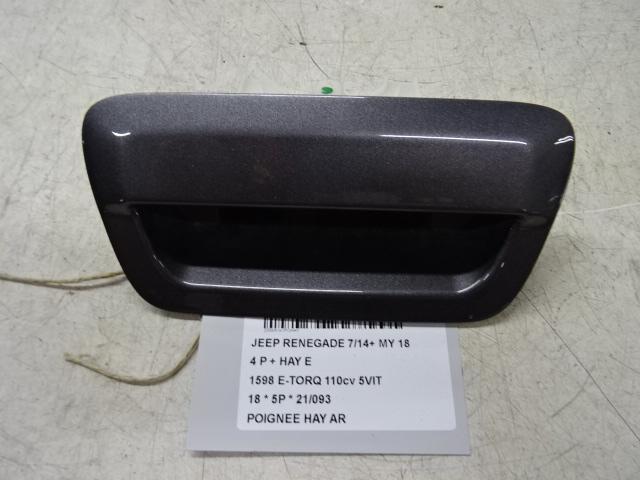 JEEP RENEGADE 7/14+ MY 18
4 P + HAY E
1598 E-TORQ 110cv 5VIT
18 * 5P * 21/093
POIGNEE HAY AR